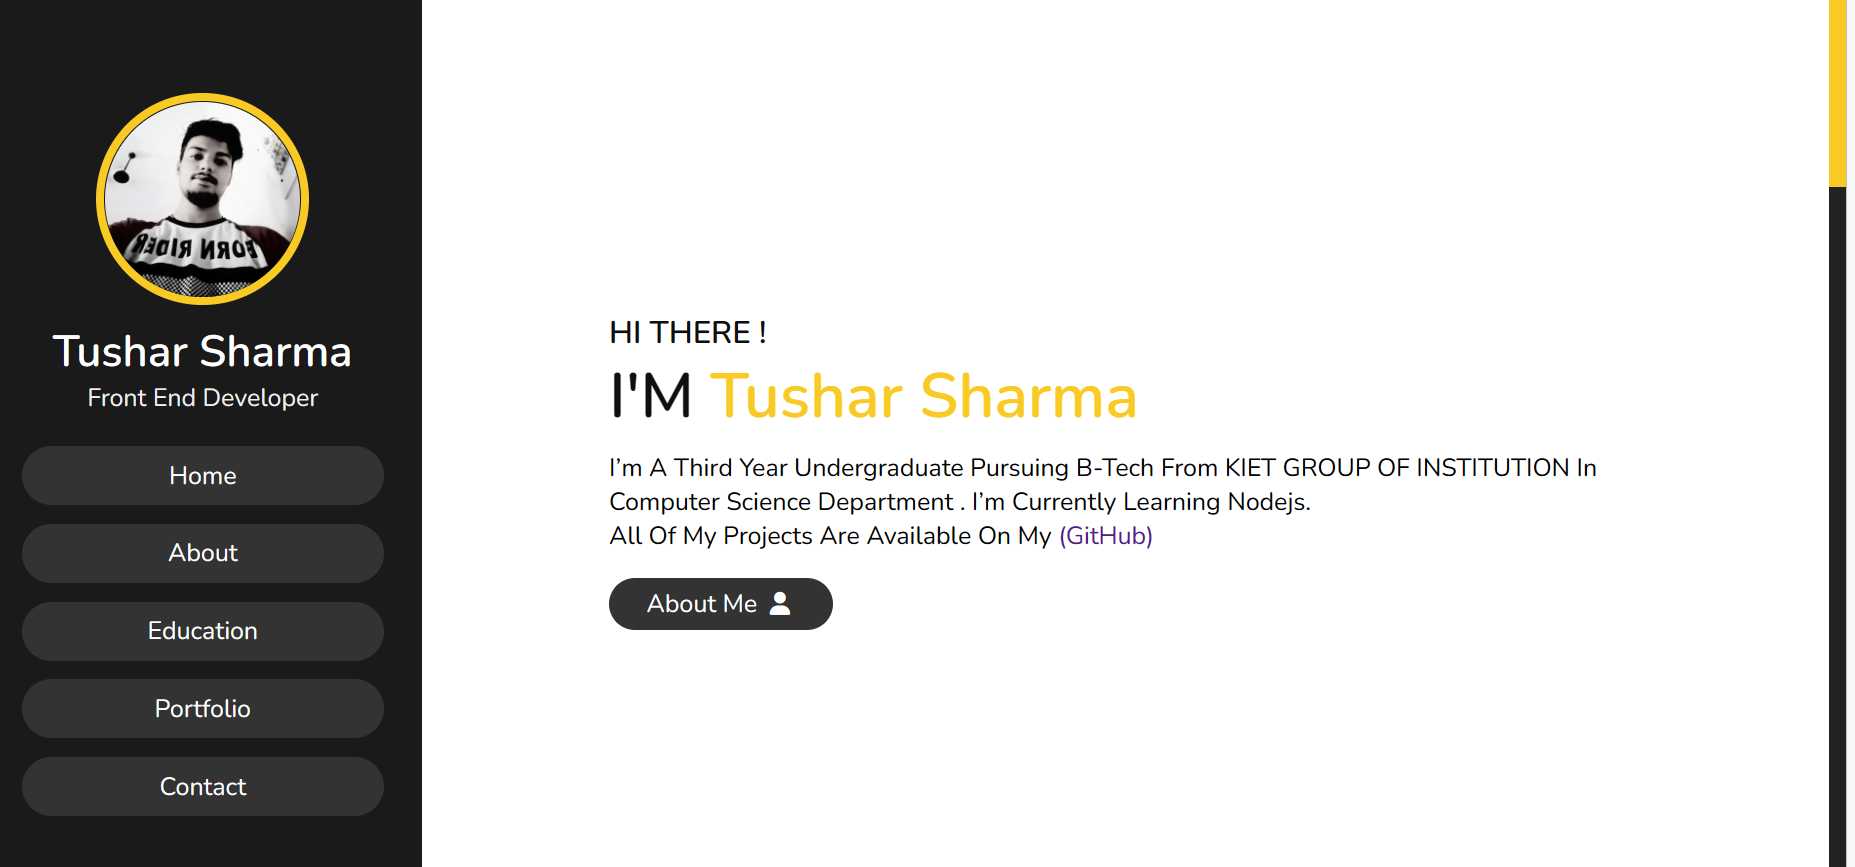 Tushar Sharma
Front End Developer
Home
About
Education
Portfolio
Contact
HI THERE !
I'M Tushar Sharma
I’m A Third Year Undergraduate Pursuing B-Tech From KIET GROUP OF INSTITUTION In
Computer Science Department . I’m Currently Learning Nodejs.
All Of My Projects Are Available On My (GitHub)
About Me